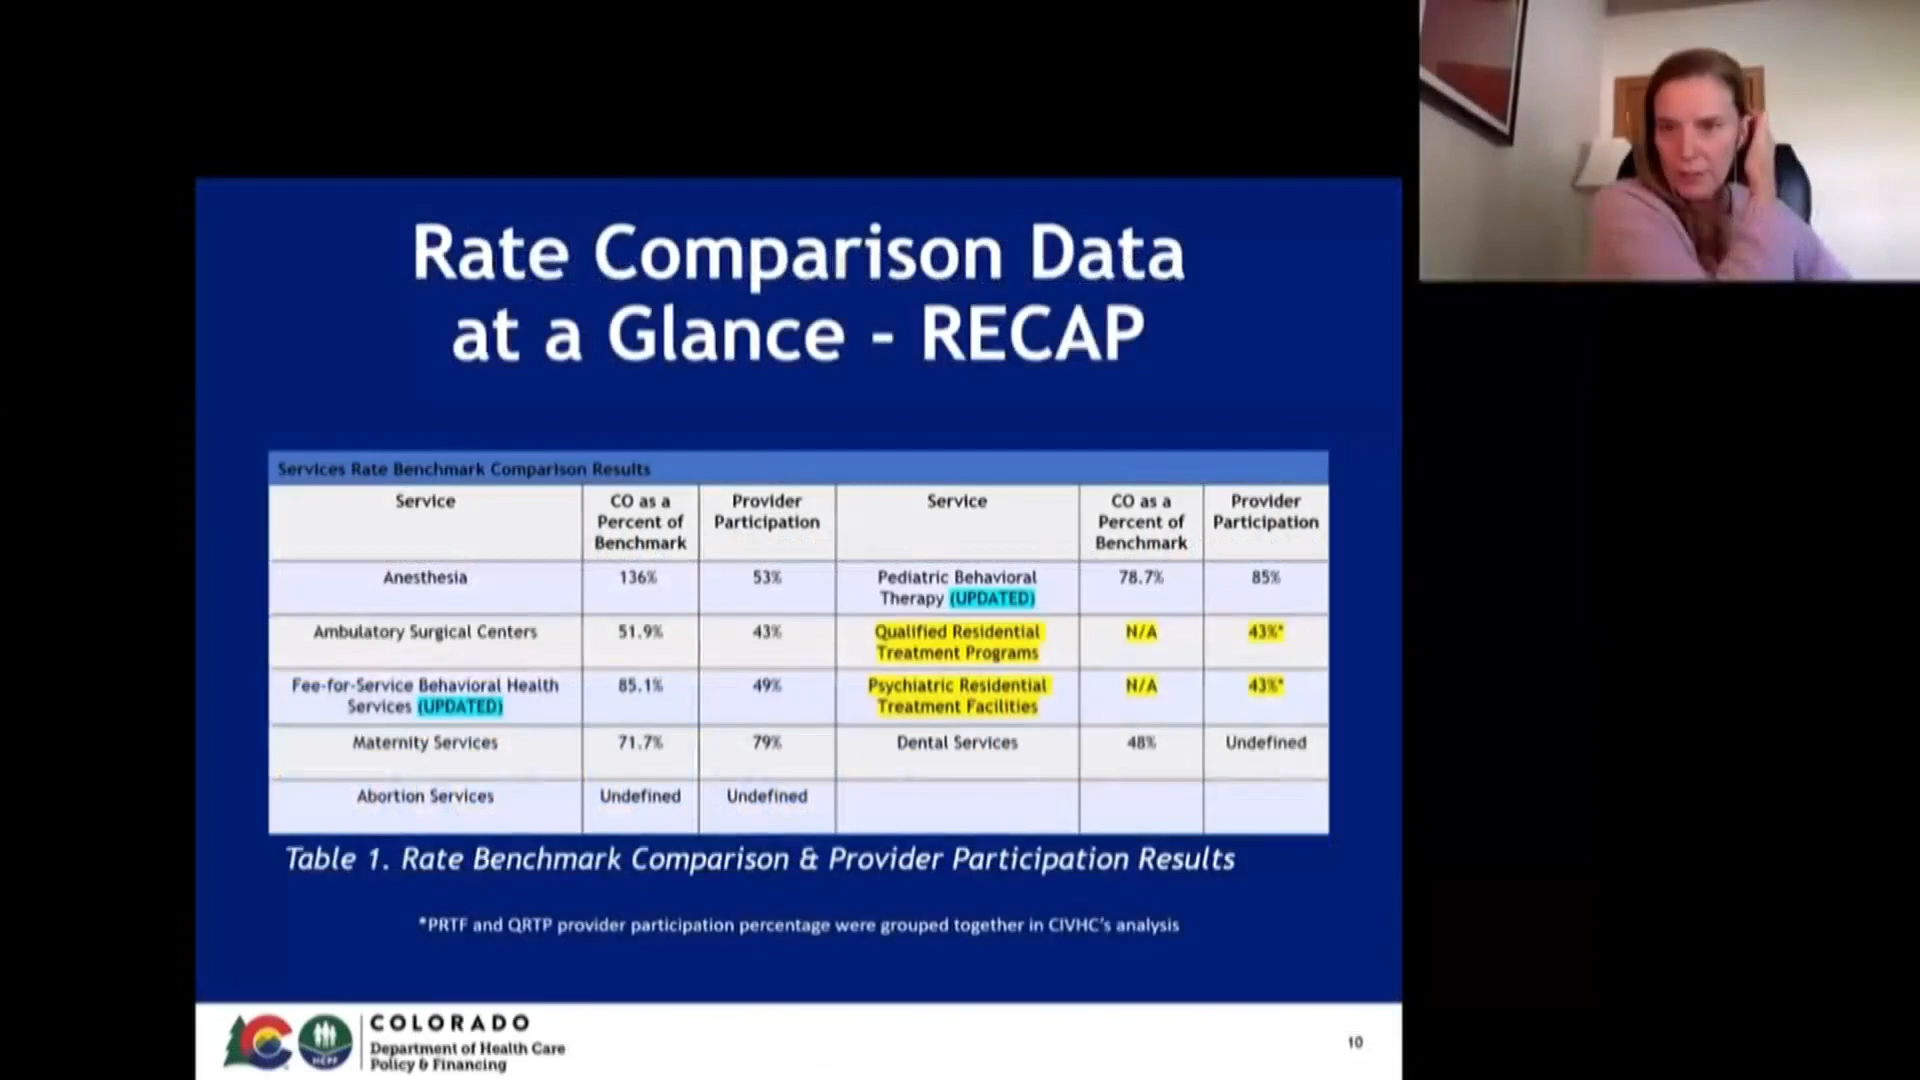 Rate Comparison Data
at a Glance - RECAP
Services Rate Benchmark Comparison Results
Service
CO as a
Percent of
Benchmark
Provider
Participation
Service
CO as a
Percent of
Benchmark
Provider
Participation
Anesthesia
136%
53%
Pediatric Behavioral
Therapy (UPDATED)
78.7%
85%
Ambulatory Surgical Centers
51.9%
43%
Qualified Residential
Treatment Programs
N/A
43%*
Fee-for-Service Behavioral Health
Services (UPDATED)
85.1%
49%
Psychiatric Residential
Treatment Facilities
N/A
43%*
Maternity Services
71.7%
79%
Dental Services
48%
Undefined
Abortion Services
Undefined
Undefined
Table 1. Rate Benchmark Comparison & Provider Participation Results
*PRTF and QRTP provider participation percentage were grouped together in CIVHC's analysis
HCPF
COLORADO
Department of Health Care
Policy & Financing
10